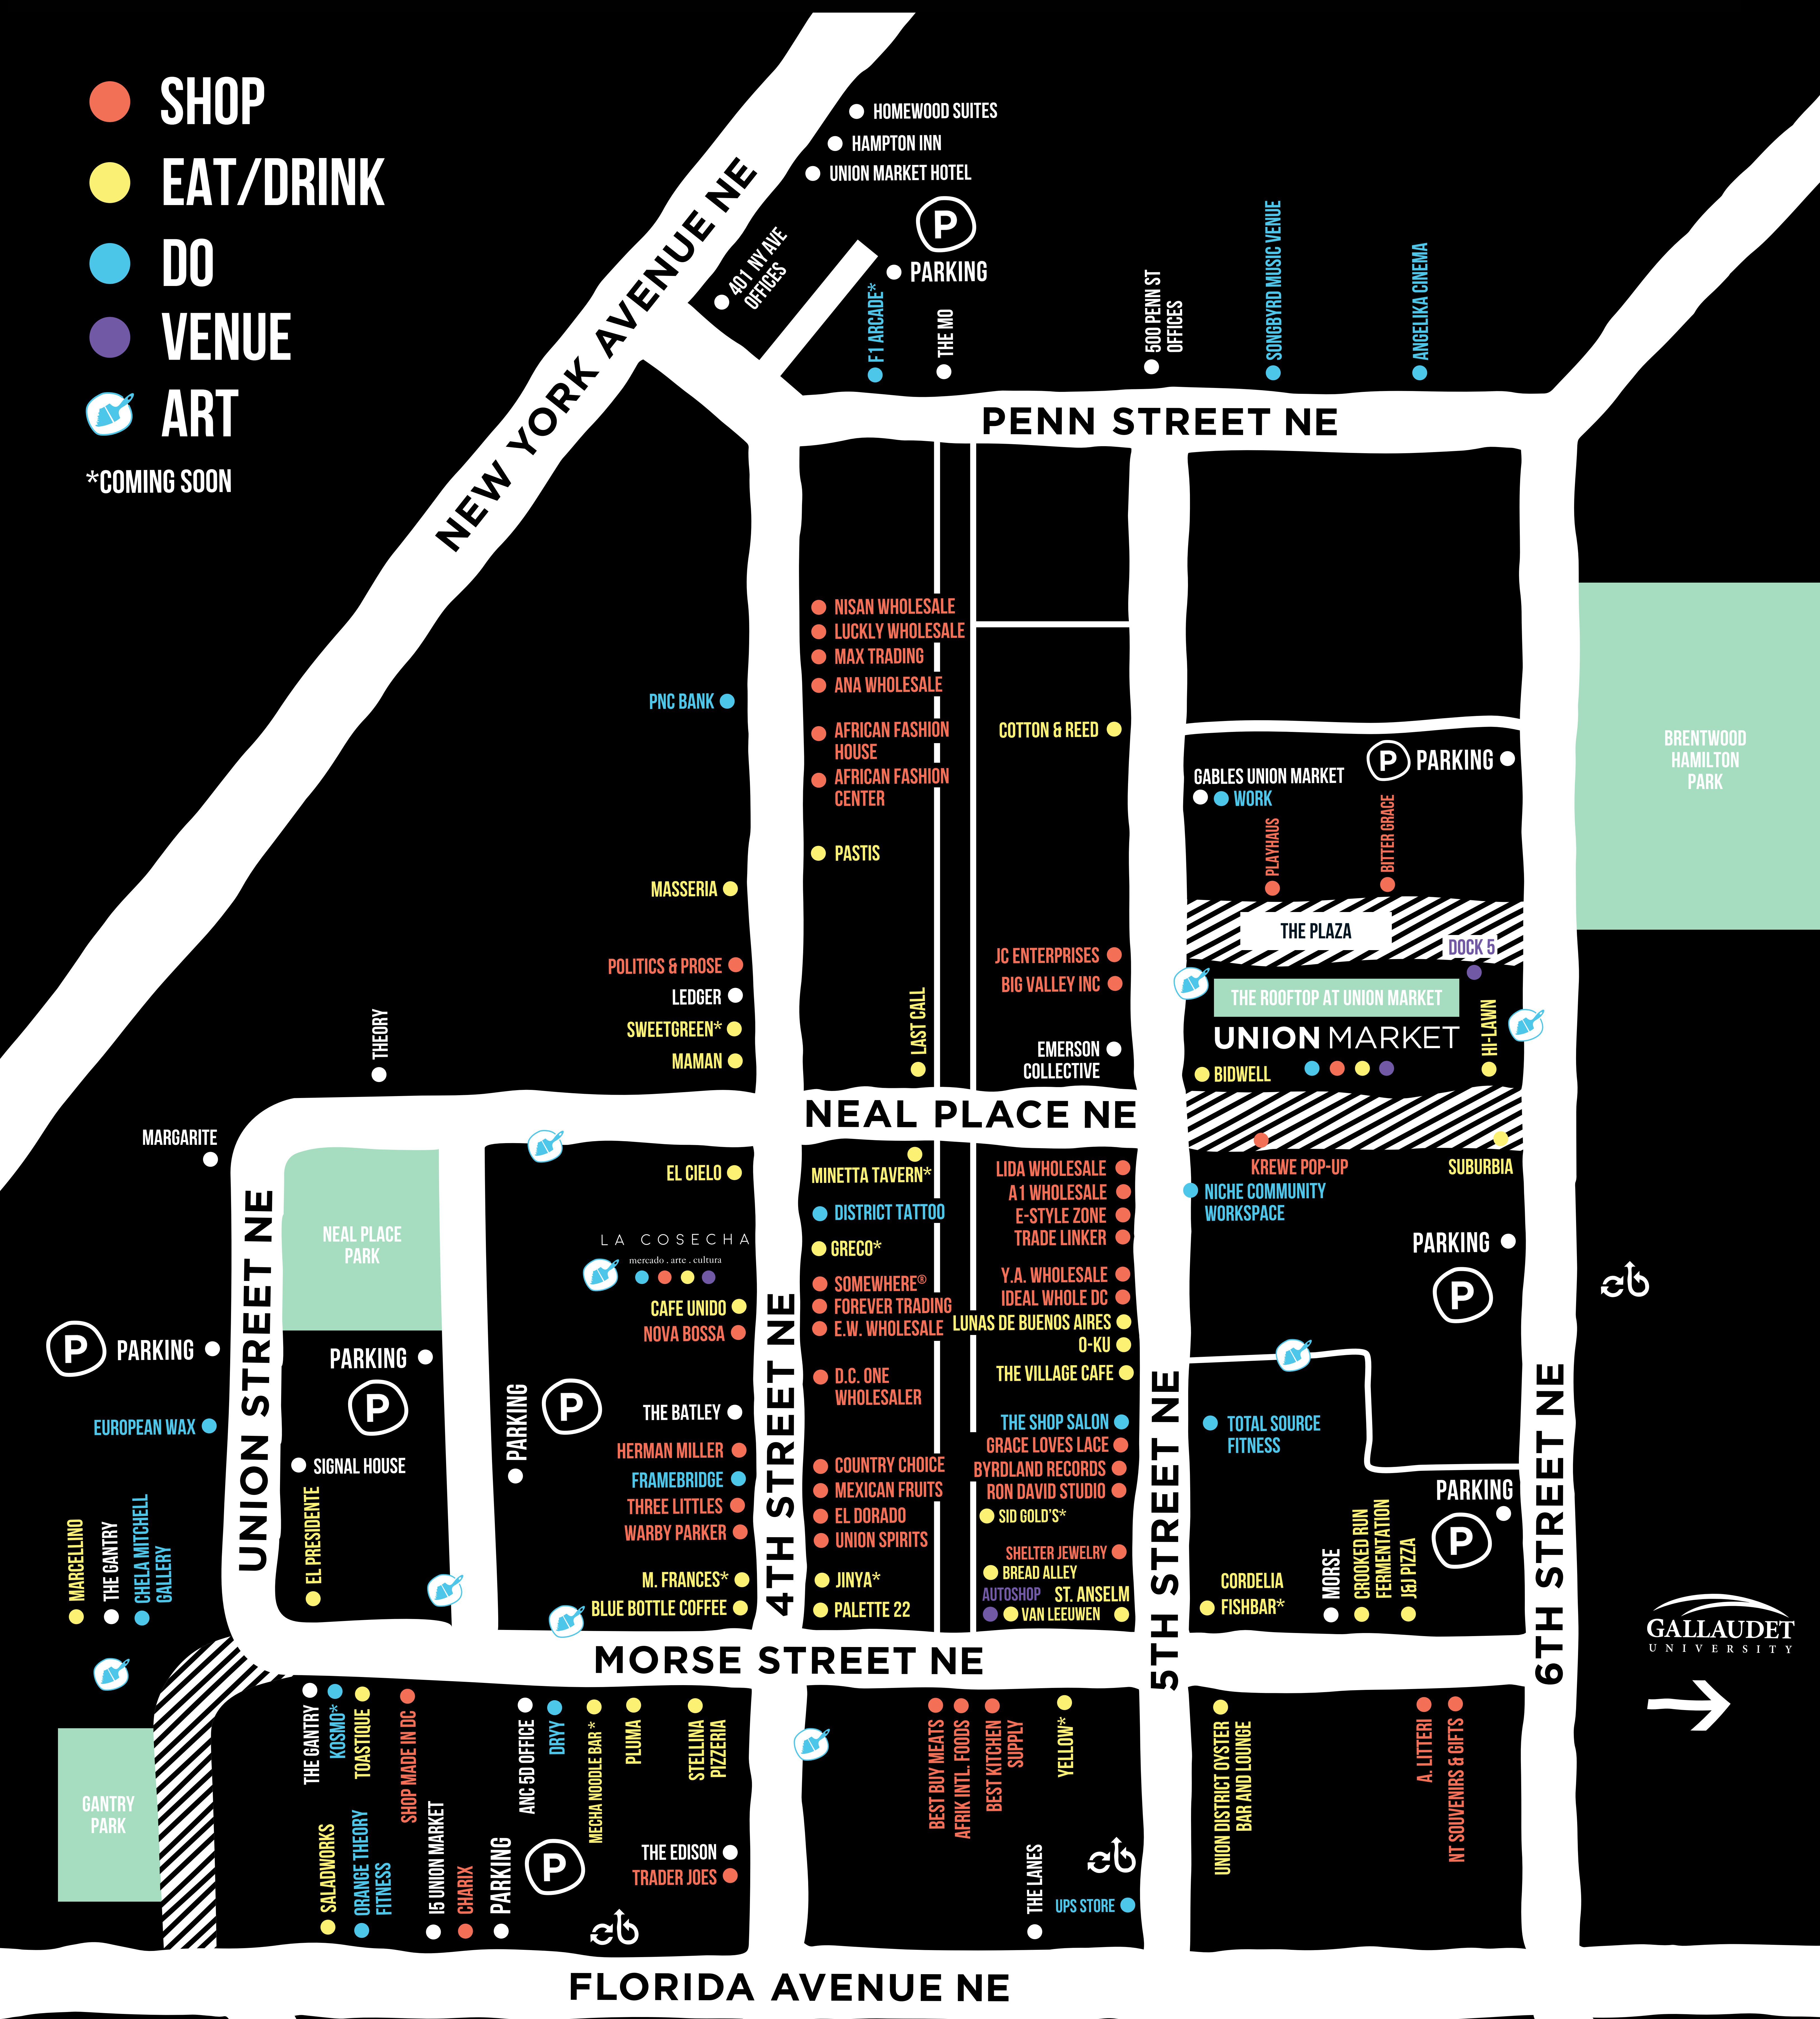 SHOP
EAT/DRINK
DO
VENUE
ART
*COMING SOON
HOMEWOOD SUITES
HAMPTON INN
UNION MARKET HOTEL
P
PARKING
NEW YORK AVENUE NE
401 NY AVE
OFFICES
F1 ARCADE*
THE MO
500 PENN ST
OFFICES
SONGBYRD MUSIC VENUE
ANGELIKA CINEMA
PENN STREET NE
NISAN WHOLESALE
LUCKLY WHOLESALE
MAX TRADING
ANA WHOLESALE
AFRICAN FASHION
HOUSE
AFRICAN FASHION
CENTER
PASTIS
PNC BANK
MASSERIA
POLITICS & PROSE
LEDGER
SWEETGREEN*
MAMAN
THEORY
LAST CALL
COTTON & REED
JC ENTERPRISES
BIG VALLEY INC
EMERSON
COLLECTIVE
P
PARKING
GABLES UNION MARKET
WORK
PLAYHAUS
BITTER GRACE
THE PLAZA
DOCK 5
THE ROOFTOP AT UNION MARKET
UNION MARKET
HI-LAWN
BIDWELL
BRENTWOOD
HAMILTON
PARK
NEAL PLACE NE
MARGARITE
UNION STREET NE
NEAL PLACE
PARK
P
PARKING
PARKING
P
EUROPEAN WAX
SIGNAL HOUSE
EL PRESIDENTE
MARCELLINO
THE GANTRY
CHELA MITCHELL
GALLERY
EL CIELO
LA COSECHA
mercado . arte . cultura
CAFE UNIDO
NOVA BOSSA
PARKING
P
THE BATLEY
HERMAN MILLER
FRAMEBRIDGE
THREE LITTLES
WARBY PARKER
M. FRANCES*
BLUE BOTTLE COFFEE
4TH STREET NE
MINETTA TAVERN*
DISTRICT TATTOO
GRECO*
SOMEWHERE®
FOREVER TRADING
E.W. WHOLESALE
D.C. ONE
WHOLESALER
COUNTRY CHOICE
MEXICAN FRUITS
EL DORADO
UNION SPIRITS
JINYA*
PALETTE 22
LIDA WHOLESALE
A1 WHOLESALE
E-STYLE ZONE
TRADE LINKER
Y.A. WHOLESALE
IDEAL WHOLE DC
LUNAS DE BUENOS AIRES
O-KU
THE VILLAGE CAFE
THE SHOP SALON
GRACE LOVES LACE
BYRDLAND RECORDS
RON DAVID STUDIO
SID GOLD'S*
SHELTER JEWELRY
BREAD ALLEY
AUTOSHOP
ST. ANSELM
VAN LEEUWEN
5TH STREET NE
KREWE POP-UP
SUBURBIA
NICHE COMMUNITY
WORKSPACE
PARKING
P
TOTAL SOURCE
FITNESS
PARKING
P
CORDELIA
FISHBAR*
MORSE
CROOKED RUN
FERMENTATION
J&J PIZZA
6TH STREET NE
cb
GALLAUDET
UNIVERSITY
MORSE STREET NE
GANTRY
PARK
THE GANTRY
KOSMO*
TOASTIQUE
SHOP MADE IN DC
SALADWORKS
ORANGE THEORY
FITNESS
I5 UNION MARKET
CHARIX
PARKING
P
ANC 5D OFFICE
DRYY
MECHA NOODLE BAR*
PLUMA
STELLINA
PIZZERIA
THE EDISON
TRADER JOES
cb
BEST BUY MEATS
AFRIK INTL. FOODS
BEST KITCHEN
SUPPLY
YELLOW*
THE LANES
cb
UPS STORE
UNION DISTRICT OYSTER
BAR AND LOUNGE
A. LITTERI
NT SOUVENIRS & GIFTS
FLORIDA AVENUE NE